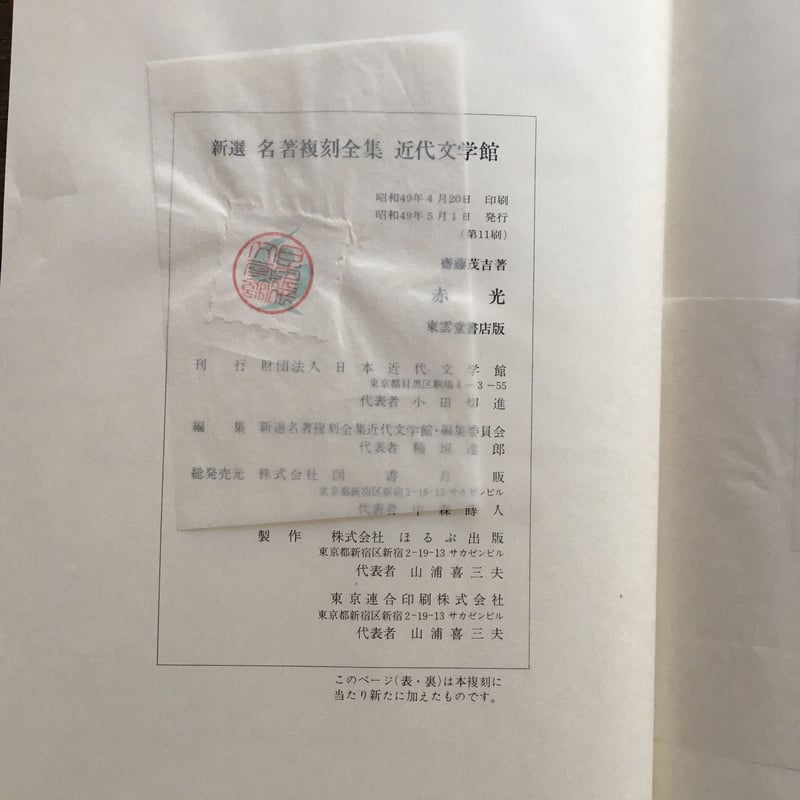 新選 名著複刻全集 近代文学館
昭和49年4月20日 印刷
昭和49年5月1日 発行
(第11刷)
齋藤茂吉著
赤光
東雲堂書店版
刊行 財団法人日本近代文学館
東京都目黒区駒場4-3-55
代表者 小田切進
編集 新選名著複刻全集近代文学館・編集委員会
代表者 稲垣達郎
総発売元 株式会社図書月販
東京都新宿区新宿2-19-13 サカゼンビル
代表者 中森蒔人
製作 株式会社ほるぷ出版
東京都新宿区新宿2-19-13 サカゼンビル
代表者 山浦喜三夫
東京連合印刷株式会社
東京都新宿区新宿2-19-13 サカゼンビル
代表者 山浦喜三夫
このページ(表・裏)は本複刻に
当たり新たに加えたものです。